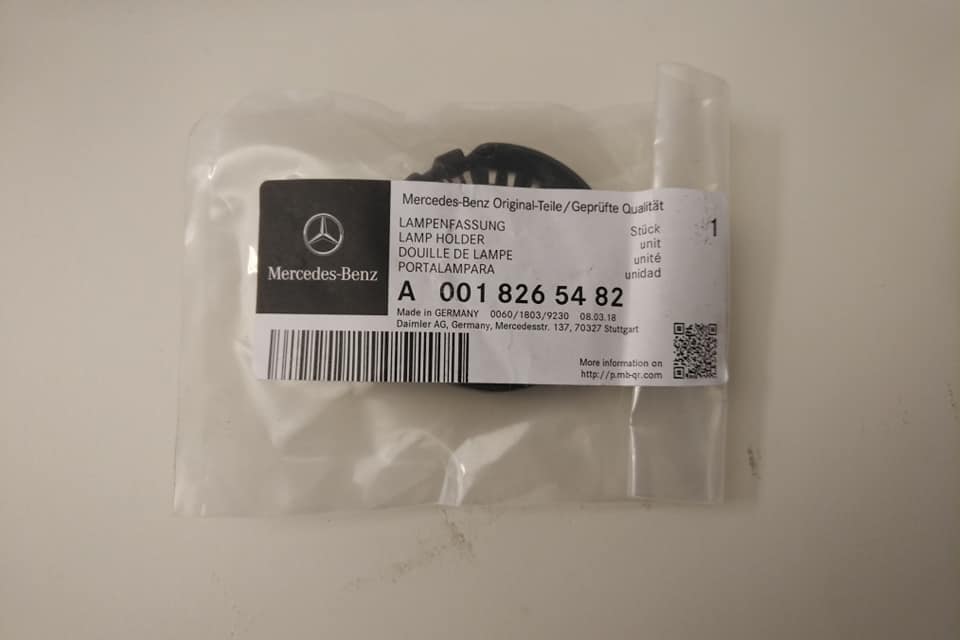 Mercedes-Benz
Mercedes-Benz Original-Teile/Geprüfte Qualität
LAMPENFASSUNG
LAMP HOLDER
DOUILLE DE LAMPE
PORTALAMPARA
Stück
unit
unité
unidad
1
A 001 826 54 82
Made in GERMANY 0060/1803/9230 08.03.18
Daimler AG, Germany, Mercedesstr. 137, 70327 Stuttgart
More information on
http://p.mb-qr.com